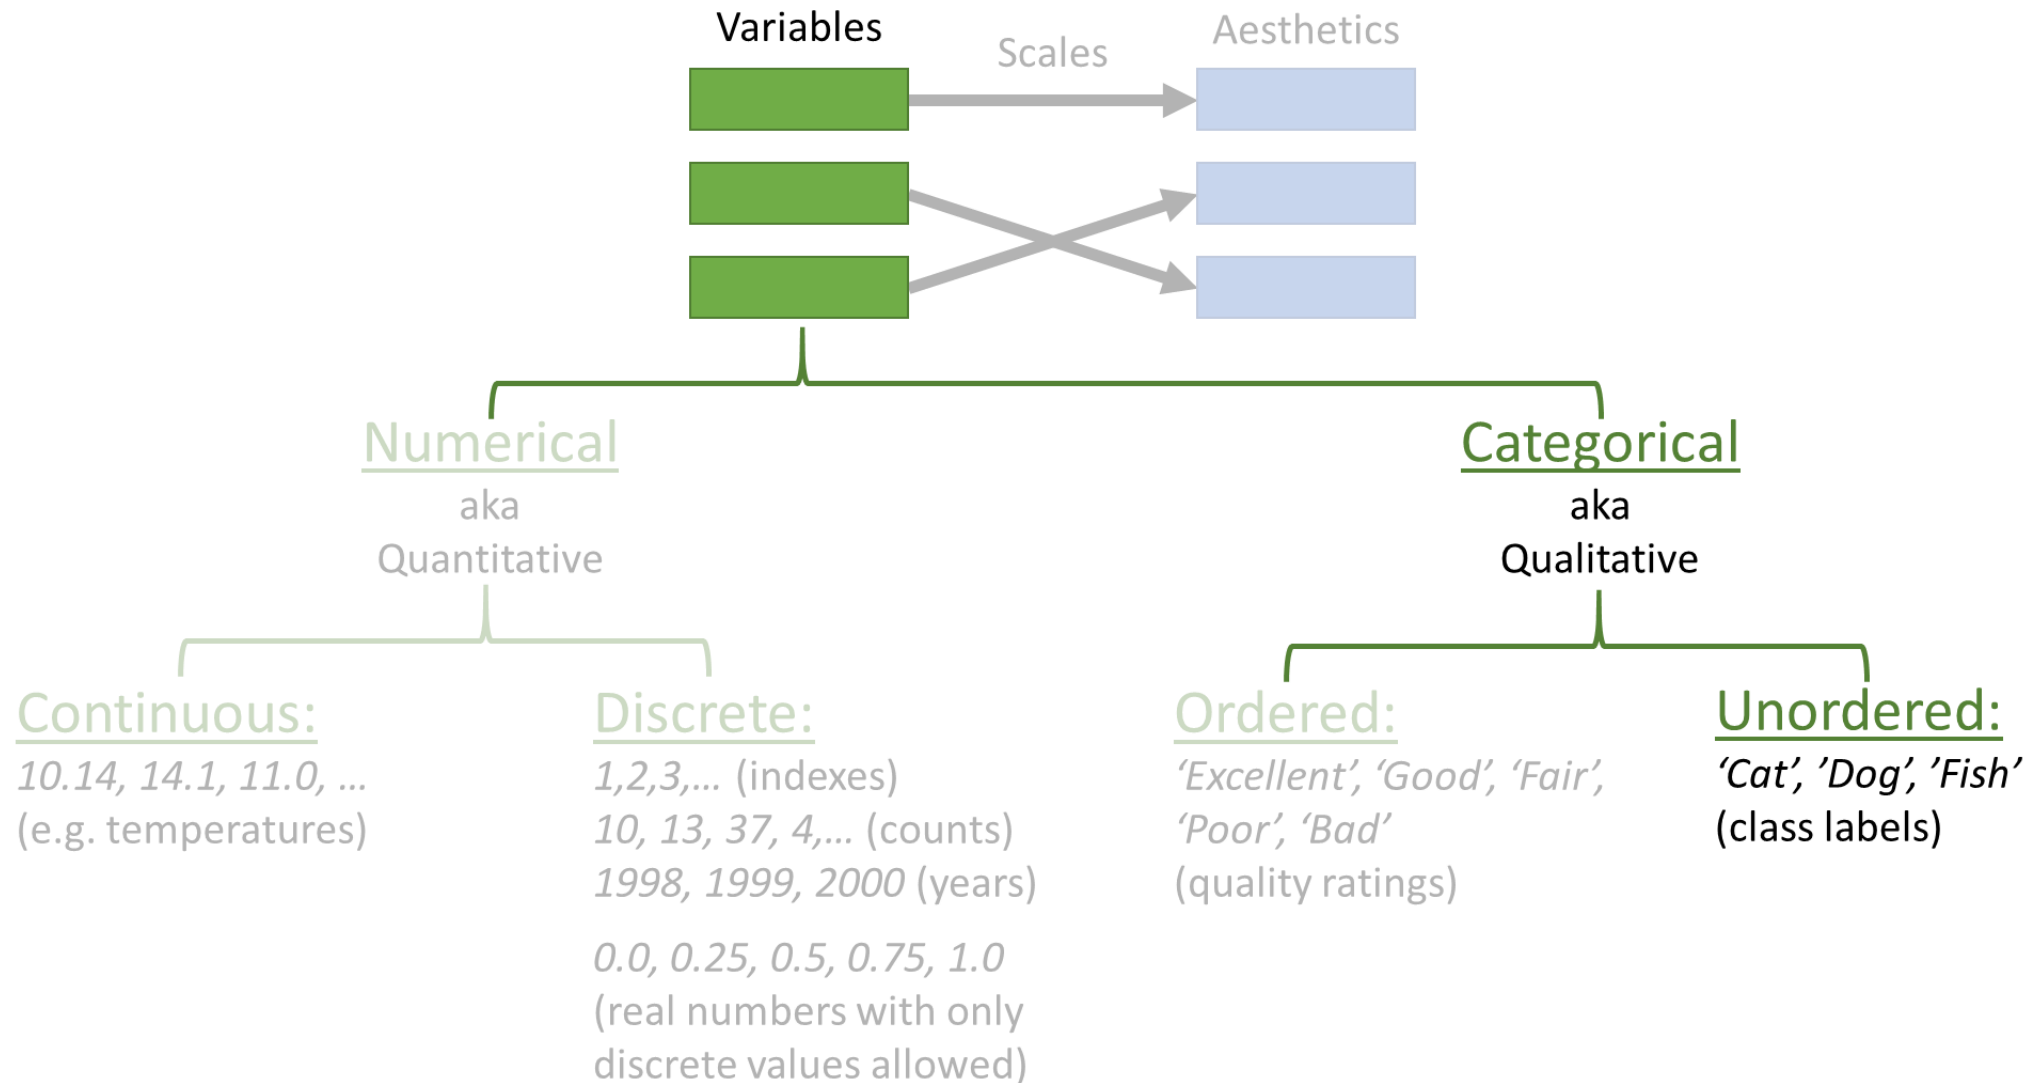 Variables
Scales
Aesthetics
Numerical
aka
Quantitative
Categorical
aka
Qualitative
Continuous:
10.14, 14.1, 11.0, ...
(e.g. temperatures)
Discrete:
1,2,3,... (indexes)
10, 13, 37, 4,... (counts)
1998, 1999, 2000 (years)
0.0, 0.25, 0.5, 0.75, 1.0
(real numbers with only
discrete values allowed)
Ordered:
‘Excellent’, ‘Good’, ‘Fair’,
‘Poor’, ‘Bad’
(quality ratings)
Unordered:
‘Cat’, ’Dog’, ’Fish’
(class labels)